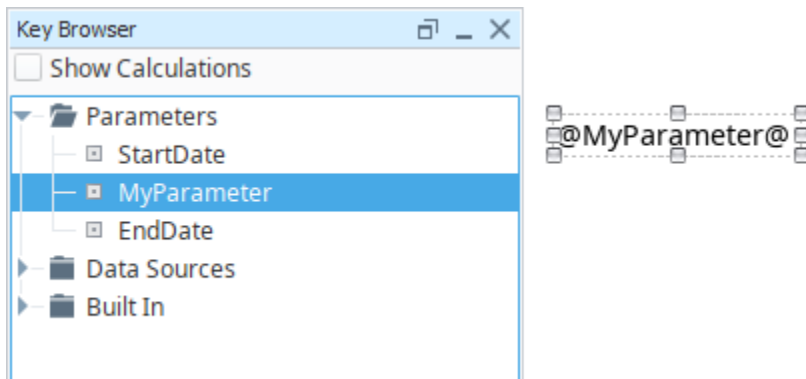 Key Browser
Show Calculations
Parameters
StartDate
MyParameter
EndDate
Data Sources
Built In
@MyParameter@